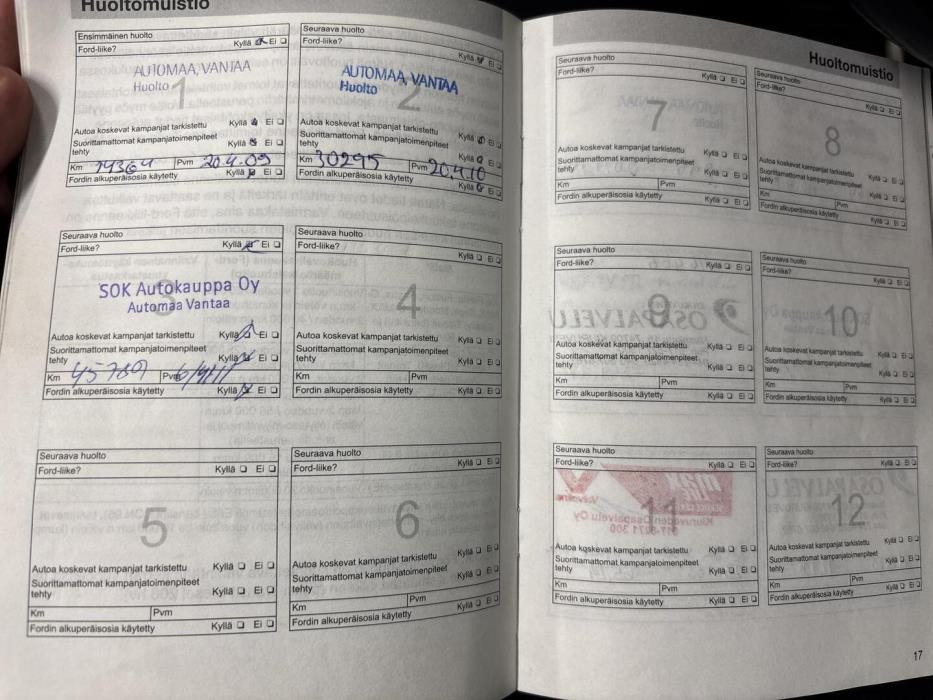 Huoltomuistio
Ensimmäinen huolto
Ford-liike? Kyllä Ei
AUTOMAA, VANTAA
Huolto
1
Autoa koskevat kampanjat tarkistettu Kyllä Ei
Suorittamattomat kampanjatoimenpiteet
tehty Kyllä Ei
Km Pvm 20.4.09
Fordin alkuperäisosia käytetty Kyllä Ei
Seuraava huolto
Ford-liike? Kyllä Ei
AUTOMAA, VANTAA
Huolto
2
Autoa koskevat kampanjat tarkistettu Kyllä Ei
Suorittamattomat kampanjatoimenpiteet
tehty Kyllä Ei
Km 30295 Pvm 20.4.10
Fordin alkuperäisosia käytetty Kyllä Ei
Seuraava huolto
Ford-liike? Kyllä Ei
3
SOK Autokauppa Oy
Automaa Vantaa
Autoa koskevat kampanjat tarkistettu Kyllä Ei
Suorittamattomat kampanjatoimenpiteet
tehty Kyllä Ei
Km 45789 Pvm
Fordin alkuperäisosia käytetty Kyllä Ei
Seuraava huolto
Ford-liike? Kyllä Ei
4
Autoa koskevat kampanjat tarkistettu Kyllä Ei
Suorittamattomat kampanjatoimenpiteet
tehty Kyllä Ei
Km Pvm
Fordin alkuperäisosia käytetty Kyllä Ei
Seuraava huolto
Ford-liike? Kyllä Ei
5
Autoa koskevat kampanjat tarkistettu Kyllä Ei
Suorittamattomat kampanjatoimenpiteet
tehty Kyllä Ei
Km Pvm
Fordin alkuperäisosia käytetty Kyllä Ei
Seuraava huolto
Ford-liike? Kyllä Ei
6
Autoa koskevat kampanjat tarkistettu Kyllä Ei
Suorittamattomat kampanjatoimenpiteet
tehty Kyllä Ei
Km Pvm
Fordin alkuperäisosia käytetty Kyllä Ei
Huoltomuistio
Seuraava huolto
Ford-liike? Kyllä Ei
7
Autoa koskevat kampanjat tarkistettu Kyllä Ei
Suorittamattomat kampanjatoimenpiteet
tehty Kyllä Ei
Km Pvm
Fordin alkuperäisosia käytetty Kyllä Ei
Seuraava huolto
Ford-liike? Kyllä Ei
8
Autoa koskevat kampanjat tarkistettu Kyllä Ei
Suorittamattomat kampanjatoimenpiteet
tehty Kyllä Ei
Km Pvm
Fordin alkuperäisosia käytetty Kyllä Ei
Seuraava huolto
Ford-liike? Kyllä Ei
9
Autoa koskevat kampanjat tarkistettu Kyllä Ei
Suorittamattomat kampanjatoimenpiteet
tehty Kyllä Ei
Km Pvm
Fordin alkuperäisosia käytetty Kyllä Ei
Seuraava huolto
Ford-liike? Kyllä Ei
10
Autoa koskevat kampanjat tarkistettu Kyllä Ei
Suorittamattomat kampanjatoimenpiteet
tehty Kyllä Ei
Km Pvm
Fordin alkuperäisosia käytetty Kyllä Ei
Seuraava huolto
Ford-liike? Kyllä Ei
11
Autoa koskevat kampanjat tarkistettu Kyllä Ei
Suorittamattomat kampanjatoimenpiteet
tehty Kyllä Ei
Km Pvm
Fordin alkuperäisosia käytetty Kyllä Ei
Seuraava huolto
Ford-liike? Kyllä Ei
12
Autoa koskevat kampanjat tarkistettu Kyllä Ei
Suorittamattomat kampanjatoimenpiteet
tehty Kyllä Ei
Km Pvm
Fordin alkuperäisosia käytetty Kyllä Ei
17